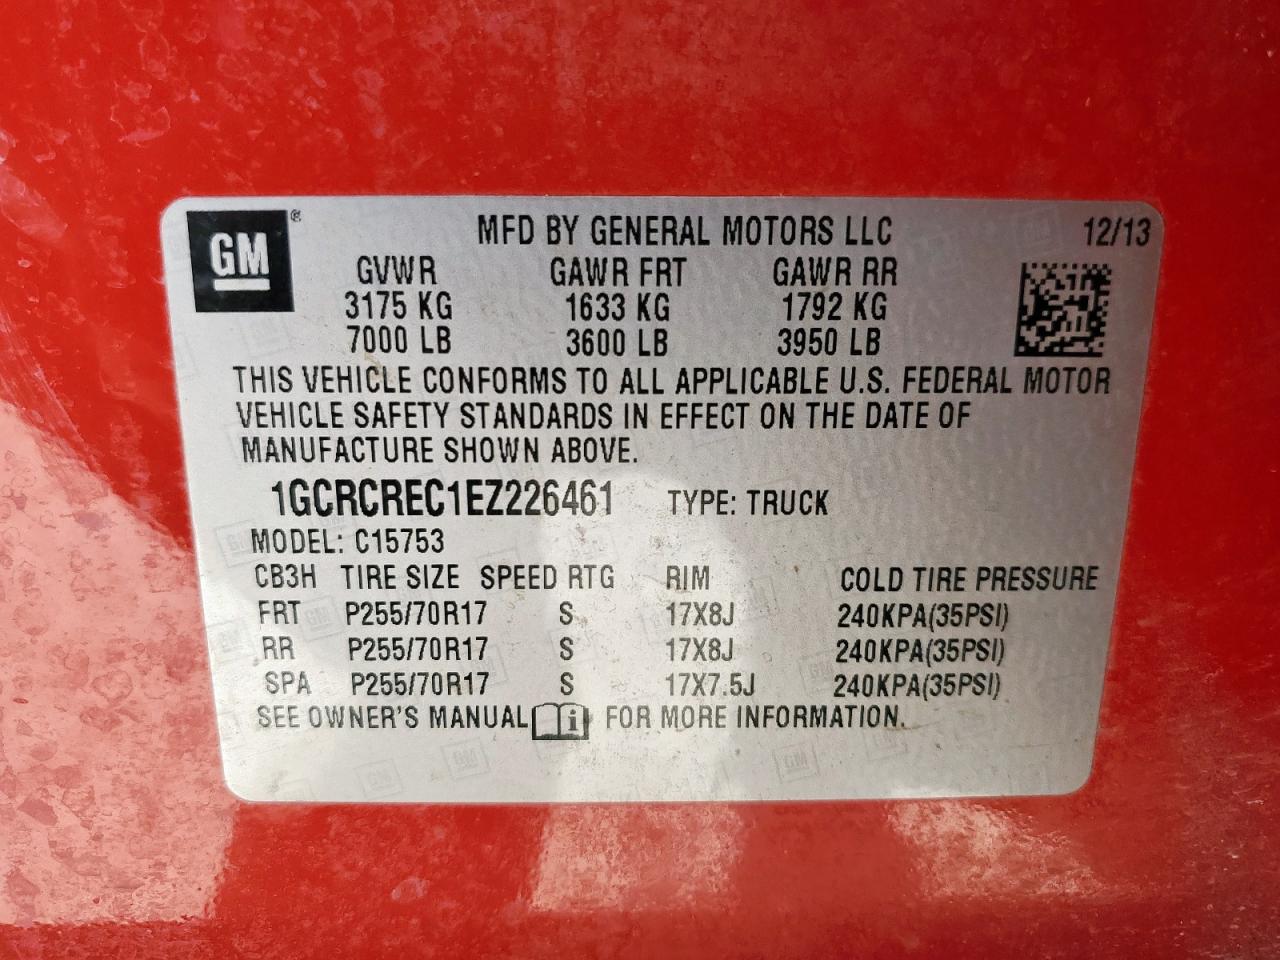 GM ®
MFD BY GENERAL MOTORS LLC 12/13
GVWR GAWR FRT GAWR RR
3175 KG 1633 KG 1792 KG
7000 LB 3600 LB 3950 LB
THIS VEHICLE CONFORMS TO ALL APPLICABLE U.S. FEDERAL MOTOR
VEHICLE SAFETY STANDARDS IN EFFECT ON THE DATE OF
MANUFACTURE SHOWN ABOVE.
1GCRCREC1EZ226461 TYPE: TRUCK
MODEL: C15753
CB3H TIRE SIZE SPEED RTG RIM COLD TIRE PRESSURE
FRT P255/70R17 S 17X8J 240KPA(35PSI)
RR P255/70R17 S 17X8J 240KPA(35PSI)
SPA P255/70R17 S 17X7.5J 240KPA(35PSI)
SEE OWNER'S MANUAL i FOR MORE INFORMATION.